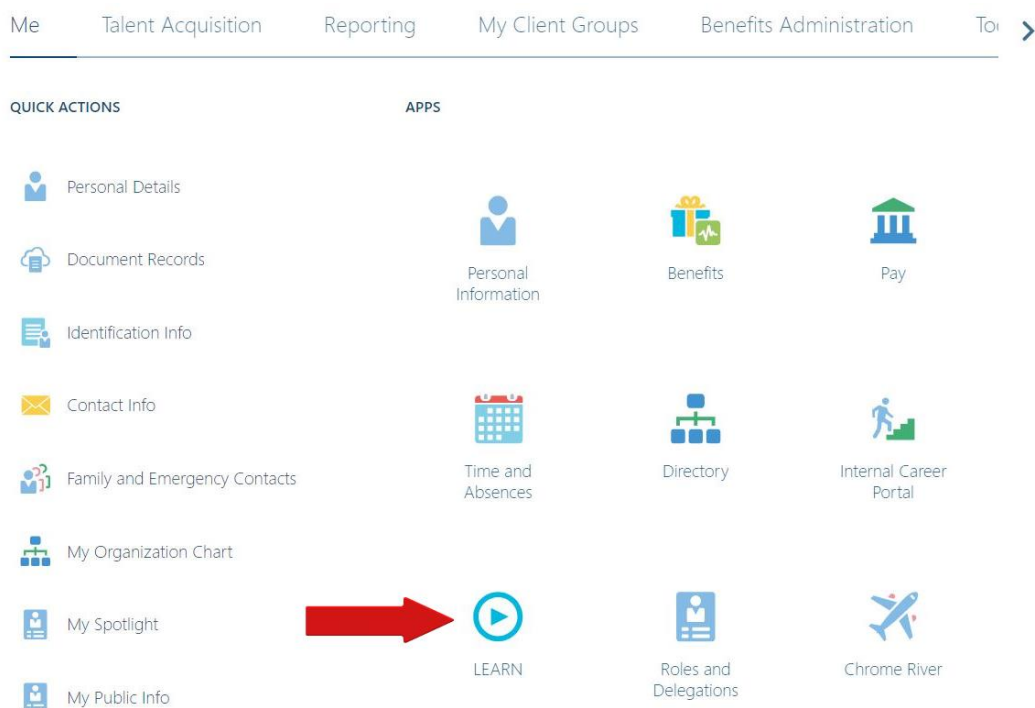 Me Talent Acquisition Reporting My Client Groups Benefits Administration
QUICK ACTIONS
Personal Details
Document Records
Identification Info
Contact Info
Family and Emergency Contacts
My Organization Chart
My Spotlight
My Public Info
APPS
Personal
Information
Benefits
Pay
Time and
Absences
Directory
Internal Career
Portal
LEARN
Roles and
Delegations
Chrome River